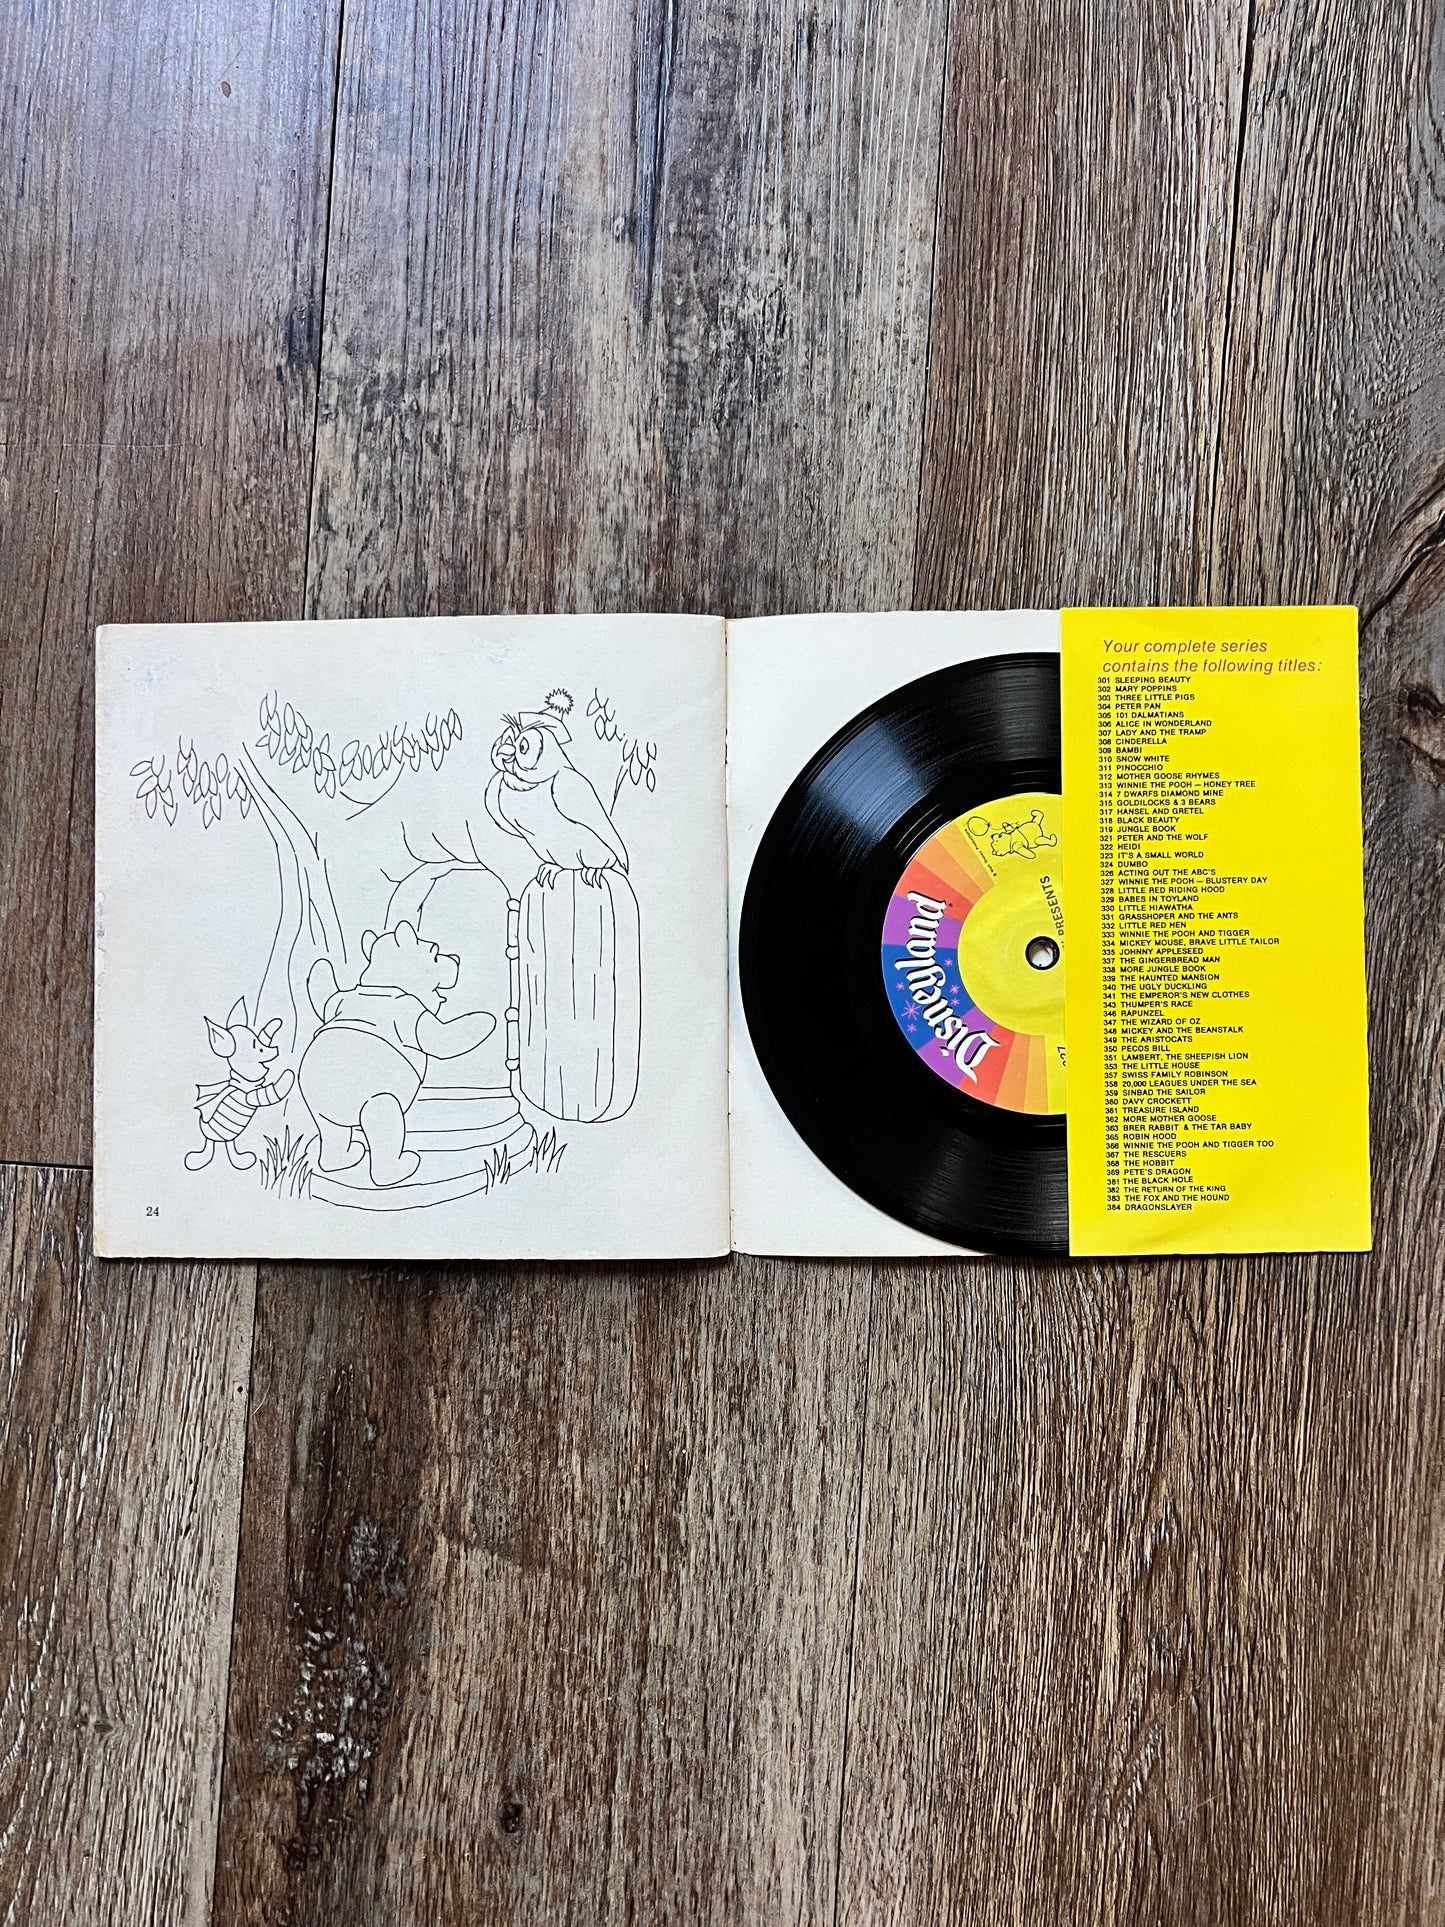 24
Disneyland
PRESENTS
Your complete series
contains the following titles:
301 SLEEPING BEAUTY
302 MARY POPPINS
303 THREE LITTLE PIGS
304 PETER PAN
305 101 DALMATIANS
306 ALICE IN WONDERLAND
307 LADY AND THE TRAMP
308 CINDERELLA
309 BAMBI
310 SNOW WHITE
311 PINOCCHIO
312 MOTHER GOOSE RHYMES
313 WINNIE THE POOH — HONEY TREE
314 7 DWARFS DIAMOND MINE
315 GOLDILOCKS & 3 BEARS
317 HANSEL AND GRETEL
318 BLACK BEAUTY
319 JUNGLE BOOK
321 PETER AND THE WOLF
322 HEIDI
323 IT'S A SMALL WORLD
324 DUMBO
326 ACTING OUT THE ABC'S
327 WINNIE THE POOH — BLUSTERY DAY
328 LITTLE RED RIDING HOOD
329 BABES IN TOYLAND
330 LITTLE HIAWATHA
331 GRASSHOPER AND THE ANTS
332 LITTLE RED HEN
333 WINNIE THE POOH AND TIGGER
334 MICKEY MOUSE, BRAVE LITTLE TAILOR
335 JOHNNY APPLESEED
337 THE GINGERBREAD MAN
338 MORE JUNGLE BOOK
339 THE HAUNTED MANSION
340 THE UGLY DUCKLING
341 THE EMPEROR'S NEW CLOTHES
343 THUMPER'S RACE
346 RAPUNZEL
347 THE WIZARD OF OZ
348 MICKEY AND THE BEANSTALK
349 THE ARISTOCATS
350 PECOS BILL
351 LAMBERT, THE SHEEPISH LION
353 THE LITTLE HOUSE
357 SWISS FAMILY ROBINSON
358 20,000 LEAGUES UNDER THE SEA
359 SINBAD THE SAILOR
360 DAVY CROCKETT
361 TREASURE ISLAND
362 MORE MOTHER GOOSE
363 BRER RABBIT & THE TAR BABY
365 ROBIN HOOD
366 WINNIE THE POOH AND TIGGER TOO
367 THE RESCUERS
368 THE HOBBIT
369 PETE'S DRAGON
381 THE BLACK HOLE
382 THE RETURN OF THE KING
383 THE FOX AND THE HOUND
384 DRAGONSLAYER